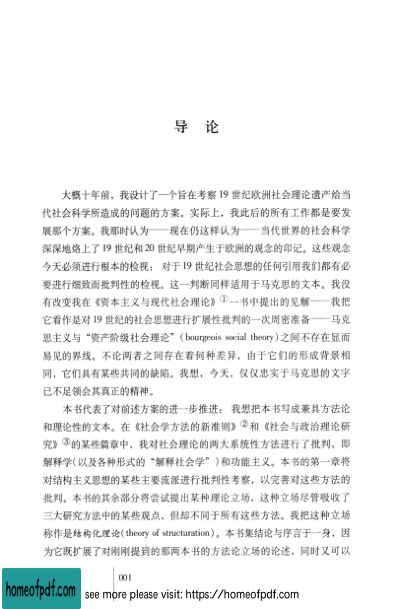 导 论
大概十年前，我设计了一个旨在考察 19 世纪欧洲社会理论遗产给当
代社会科学所造成的问题的方案。实际上，我此后的所有工作都是要发
展那个方案。我那时认为——现在仍这样认为——当代世界的社会科学
深深地烙上了 19 世纪和 20 世纪早期产生于欧洲的观念的印记。这些观念
今天必须进行根本的检视；对于 19 世纪社会思想的任何引用我们都有必
要进行细致而批判性的检视。这一判断同样适用于马克思的文本。我没
有改变我在《资本主义与现代社会理论》①一书中提出的见解——我把
它看作是对 19 世纪的社会思想进行扩展性批判的一次周密准备——马克
思主义与“资产阶级社会理论”（bourgeois social theory）之间不存在显而
易见的界线。不论两者之间存在着何种差异，由于它们的形成背景相
同，它们具有某些共同的缺陷。我想，今天，仅仅忠实于马克思的文字
已不足领会其真正的精神。
本书代表了对前述方案的进一步推进：我想把本书写成兼具方法论
和理论性的文本。在《社会学方法的新准则》②和《社会与政治理论研
究》③的某些篇章中，我对社会理论的两大系统性方法进行了批判，即
解释学（以及各种形式的“解释社会学”）和功能主义。本书的第一章将
对结构主义思想的某些主要流派进行批判性考察，以完善对这些方法的
批判。本书的其余部分将尝试提出某种理论立场，这种立场尽管吸收了
三大研究方法中的某些观点，但却不同于所有这些方法。我把这种立场
称作是结构化理论（theory of structuration）。本书集结论与序言于一身，因
为它既扩展了对刚刚提到的那两本书的方法论立场的论述，同时又可以
001
homeofpdf.com
see more please visit: https://homeofpdf.com